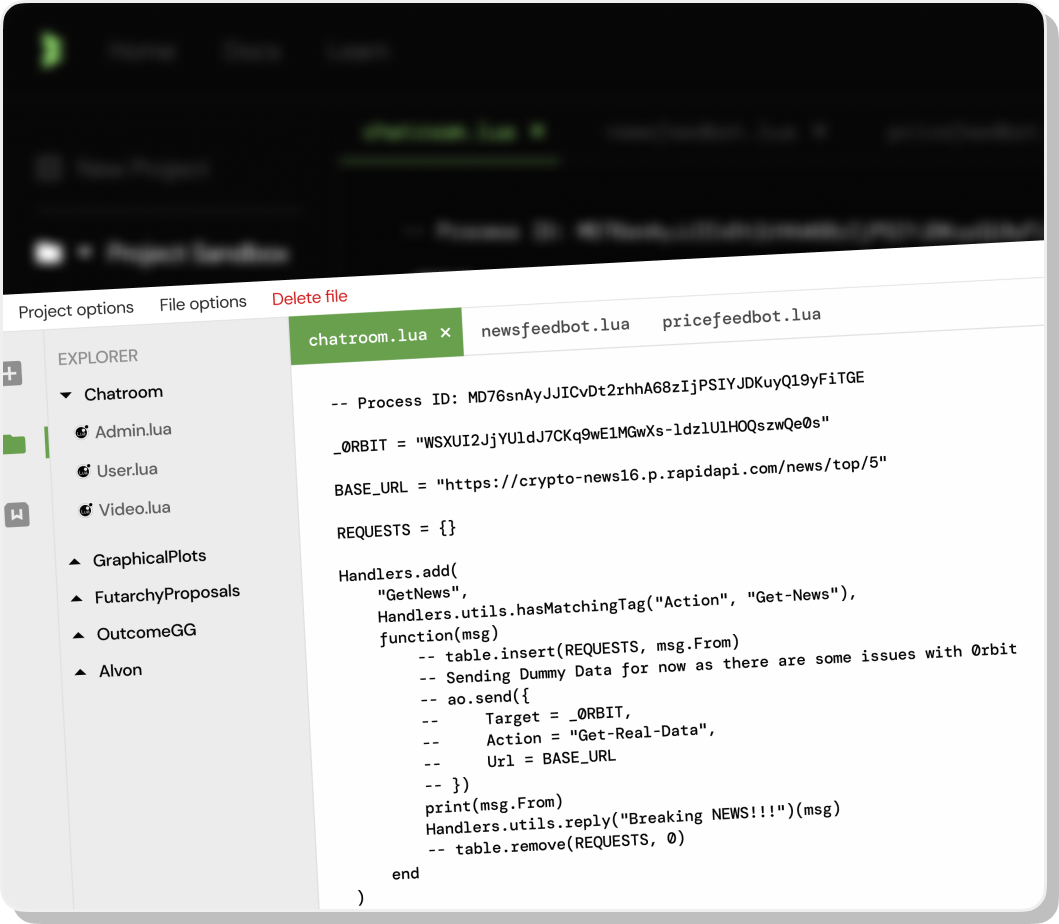 Home Docs Learn
chatroom.lua × newsfeedbot.lua × pricefeedbot
New Project
Project Sandbox
Project options File options Delete file
EXPLORER
Chatroom
Admin.lua
User.lua
Video.lua
GraphicalPlots
FutarchyProposals
OutcomeGG
Alvon
chatroom.lua × newsfeedbot.lua pricefeedbot.lua
-- Process ID: MD76snAyJJICvDt2rhhA68zIjPSIYJDKuyQ19yFiTGE
_0RBIT = "WSXUI2JjYUldJ7CKq9wE1MGwXs-ldzlUlHOQszwQe0s"
BASE_URL = "https://crypto-news16.p.rapidapi.com/news/top/5"
REQUESTS = {}
Handlers.add(
"GetNews",
Handlers.utils.hasMatchingTag("Action", "Get-News"),
function(msg)
-- table.insert(REQUESTS, msg.From)
-- Sending Dummy Data for now as there are some issues with 0rbit
-- ao.send({
-- Target = _0RBIT,
-- Action = "Get-Real-Data",
-- Url = BASE_URL
-- })
print(msg.From)
Handlers.utils.reply("Breaking NEWS!!!")(msg)
-- table.remove(REQUESTS, 0)
end
)